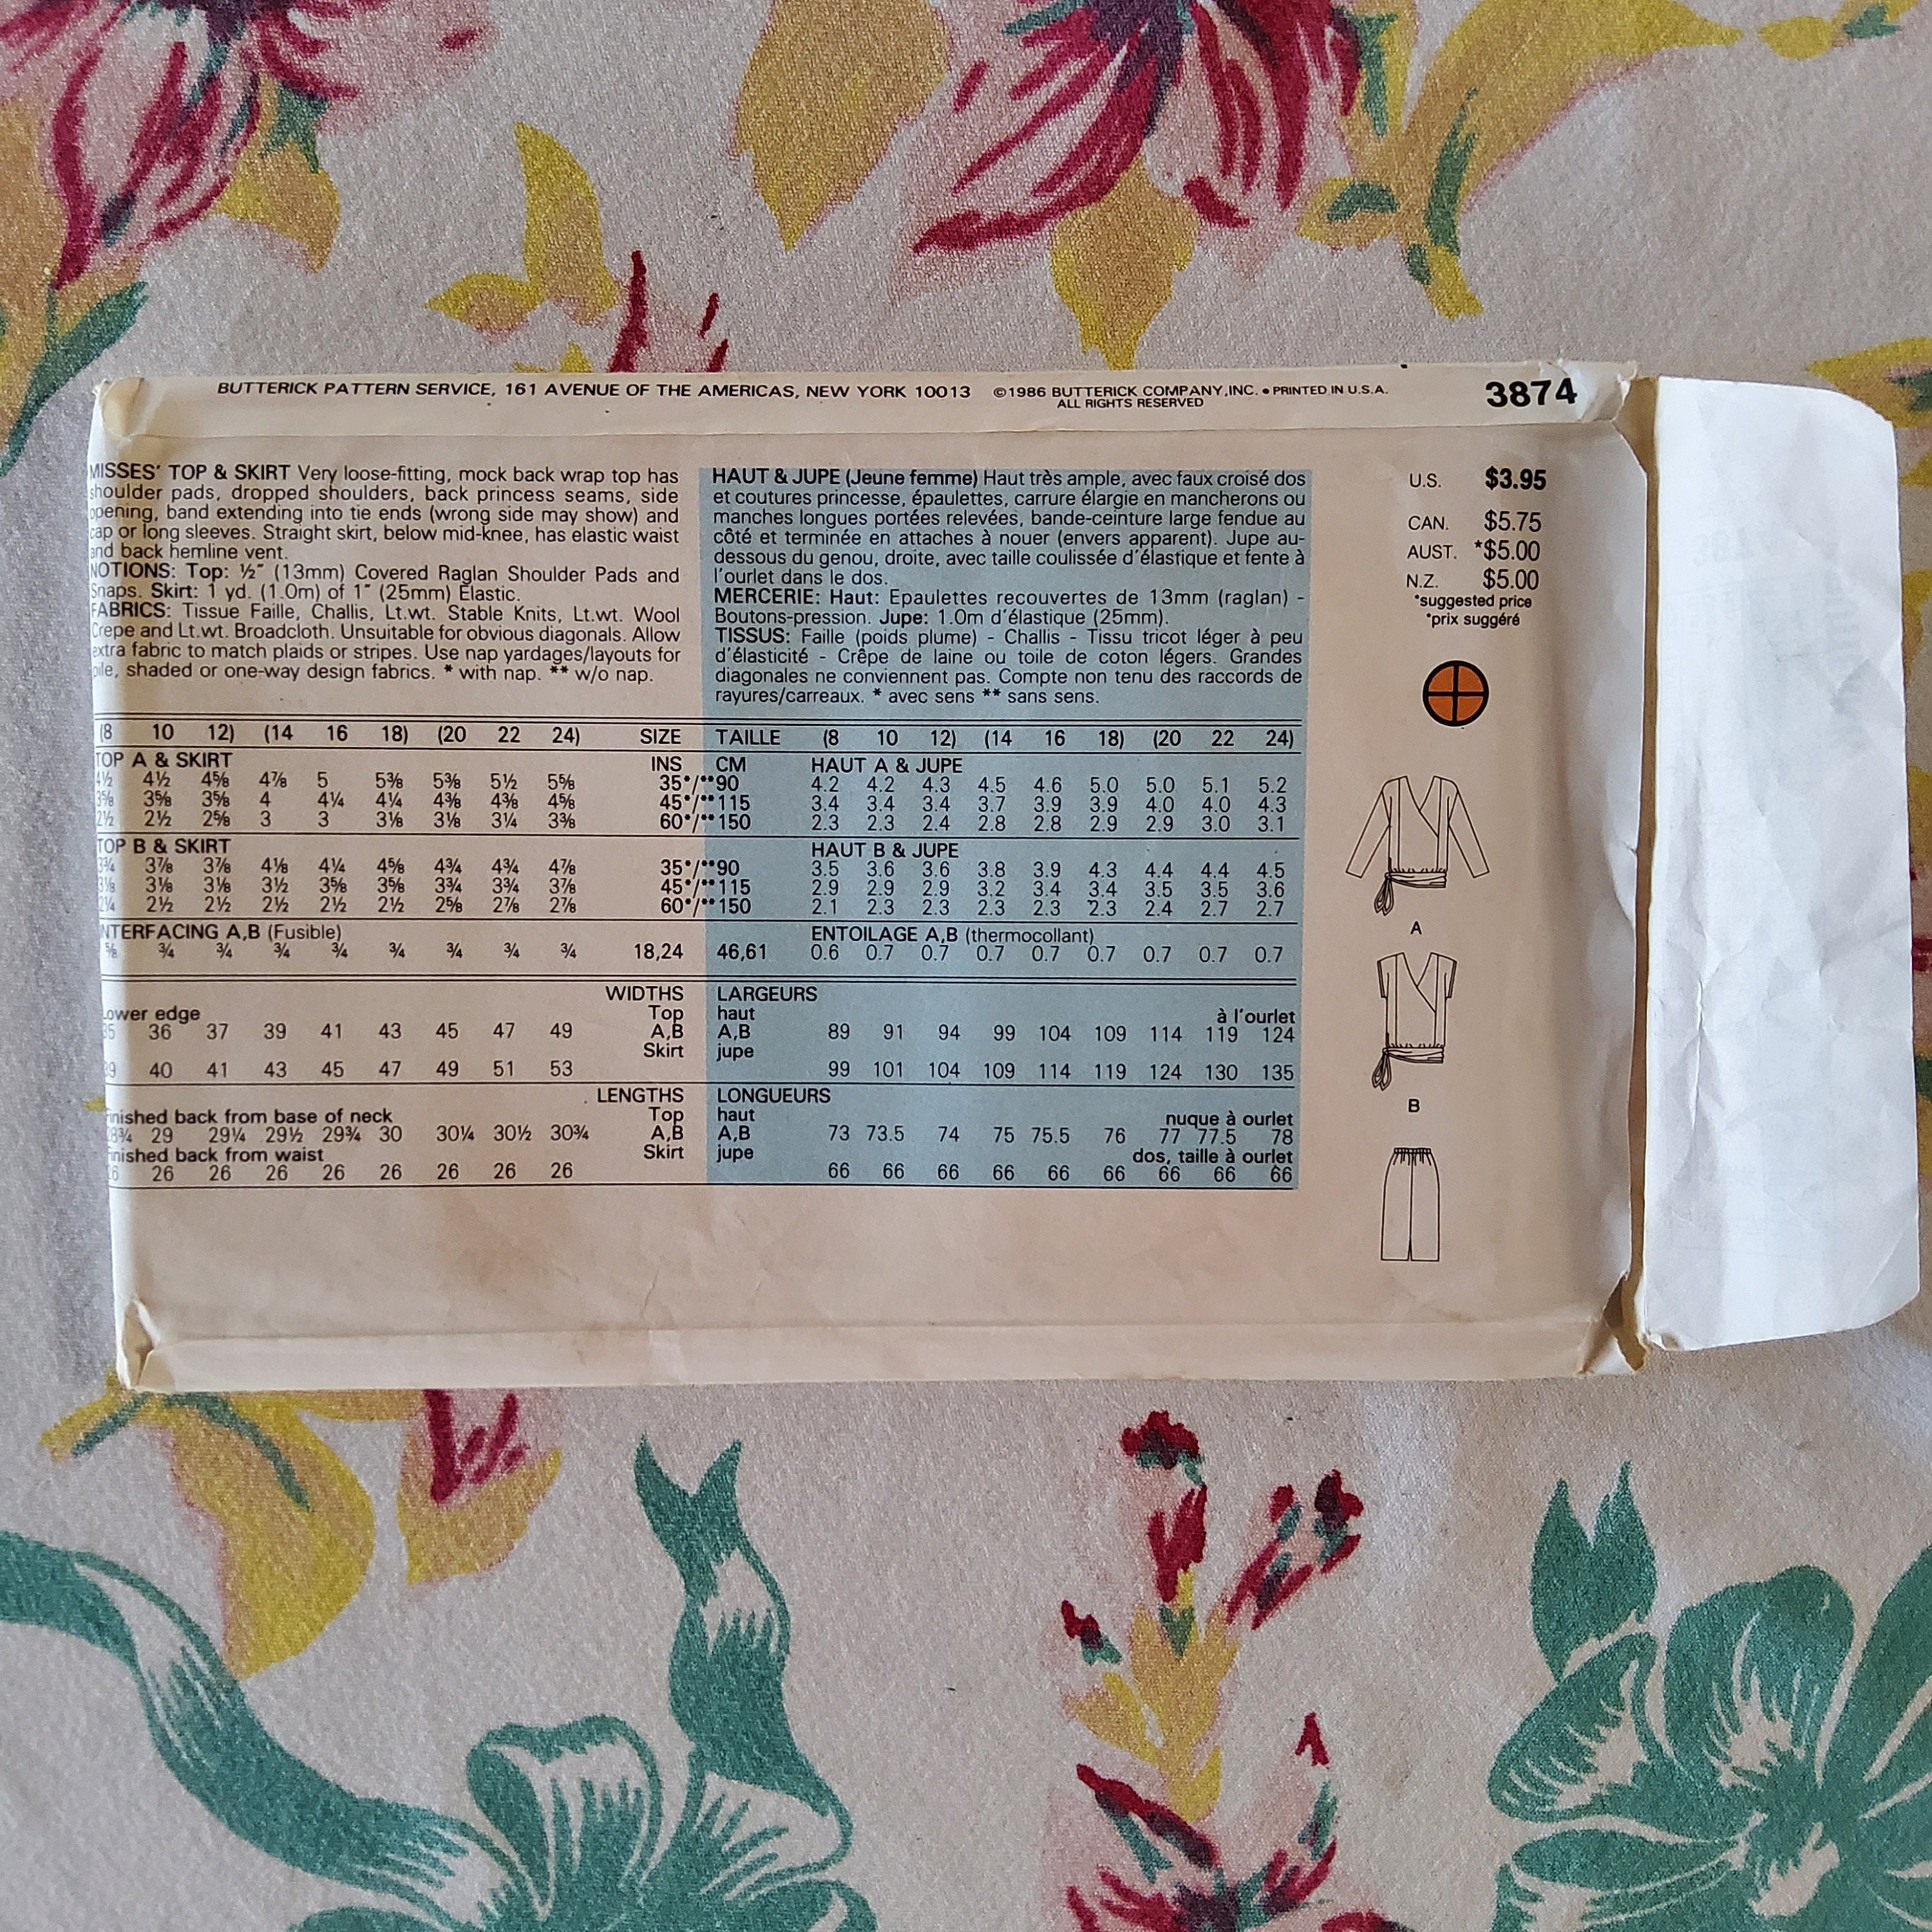 BUTTERICK PATTERN SERVICE, 161 AVENUE OF THE AMERICAS, NEW YORK 10013 ©1986 BUTTERICK COMPANY,INC. • PRINTED IN U.S.A.
ALL RIGHTS RESERVED
3874
MISSES' TOP & SKIRT Very loose-fitting, mock back wrap top has
shoulder pads, dropped shoulders, back princess seams, side
opening, band extending into tie ends (wrong side may show) and
cap or long sleeves. Straight skirt, below mid-knee, has elastic waist
and back hemline vent.
NOTIONS: Top: ½" (13mm) Covered Raglan Shoulder Pads and
Snaps. Skirt: 1 yd. (1.0m) of 1" (25mm) Elastic.
FABRICS: Tissue Faille, Challis, Lt.wt. Stable Knits, Lt.wt. Wool
Crepe and Lt.wt. Broadcloth. Unsuitable for obvious diagonals. Allow
extra fabric to match plaids or stripes. Use nap yardages/layouts for
pile, shaded or one-way design fabrics. * with nap. ** w/o nap.
HAUT & JUPE (Jeune femme) Haut très ample, avec faux croisé dos
et coutures princesse, épaulettes, carrure élargie en mancherons ou
manches longues portées relevées, bande-ceinture large fendue au
côté et terminée en attaches à nouer (envers apparent). Jupe au-
dessous du genou, droite, avec taille coulissée d'élastique et fente à
l'ourlet dans le dos.
MERCERIE: Haut: Epaulettes recouvertes de 13mm (raglan) -
Boutons-pression. Jupe: 1.0m d'élastique (25mm).
TISSUS: Faille (poids plume) - Challis - Tissu tricot léger à peu
d'élasticité - Crêpe de laine ou toile de coton légers. Grandes
diagonales ne conviennent pas. Compte non tenu des raccords de
rayures/carreaux. * avec sens ** sans sens.
U.S. $3.95
CAN. $5.75
AUST. *$5.00
N.Z. $5.00
*suggested price
*prix suggéré
(8 10 12) (14 16 18) (20 22 24) SIZE TAILLE (8 10 12) (14 16 18) (20 22 24)
TOP A & SKIRT INS CM HAUT A & JUPE
4½ 4½ 4⅝ 4⅞ 5 5⅜ 5⅜ 5½ 5⅝ 35*/**90 4.2 4.2 4.3 4.5 4.6 5.0 5.0 5.1 5.2
3⅝ 3⅝ 3⅝ 4 4¼ 4¼ 4⅜ 4⅜ 4⅝ 45*/**115 3.4 3.4 3.4 3.7 3.9 3.9 4.0 4.0 4.3
2½ 2½ 2⅝ 3 3 3⅛ 3⅛ 3¼ 3⅜ 60*/**150 2.3 2.3 2.4 2.8 2.8 2.9 2.9 3.0 3.1
TOP B & SKIRT HAUT B & JUPE
3¾ 3⅞ 3⅞ 4⅛ 4¼ 4⅝ 4¾ 4¾ 4⅞ 35*/**90 3.5 3.6 3.6 3.8 3.9 4.3 4.4 4.4 4.5
3⅛ 3⅛ 3⅛ 3½ 3⅝ 3⅝ 3¾ 3¾ 3⅞ 45*/**115 2.9 2.9 2.9 3.2 3.4 3.4 3.5 3.5 3.6
2¼ 2½ 2½ 2½ 2½ 2½ 2⅝ 2⅞ 2⅞ 60*/**150 2.1 2.3 2.3 2.3 2.3 2.3 2.4 2.7 2.7
INTERFACING A,B (Fusible) ENTOILAGE A,B (thermocollant)
⅝ ¾ ¾ ¾ ¾ ¾ ¾ ¾ ¾ 18,24 46,61 0.6 0.7 0.7 0.7 0.7 0.7 0.7 0.7 0.7
WIDTHS LARGEURS
Lower edge Top haut à l'ourlet
35 36 37 39 41 43 45 47 49 A,B A,B 89 91 94 99 104 109 114 119 124
Skirt jupe
39 40 41 43 45 47 49 51 53 99 101 104 109 114 119 124 130 135
LENGTHS LONGUEURS
Finished back from base of neck Top haut nuque à ourlet
28¾ 29 29¼ 29½ 29¾ 30 30¼ 30½ 30¾ A,B A,B 73 73.5 74 75 75.5 76 77 77.5 78
Finished back from waist Skirt jupe dos, taille à ourlet
26 26 26 26 26 26 26 26 26 66 66 66 66 66 66 66 66 66
A
B